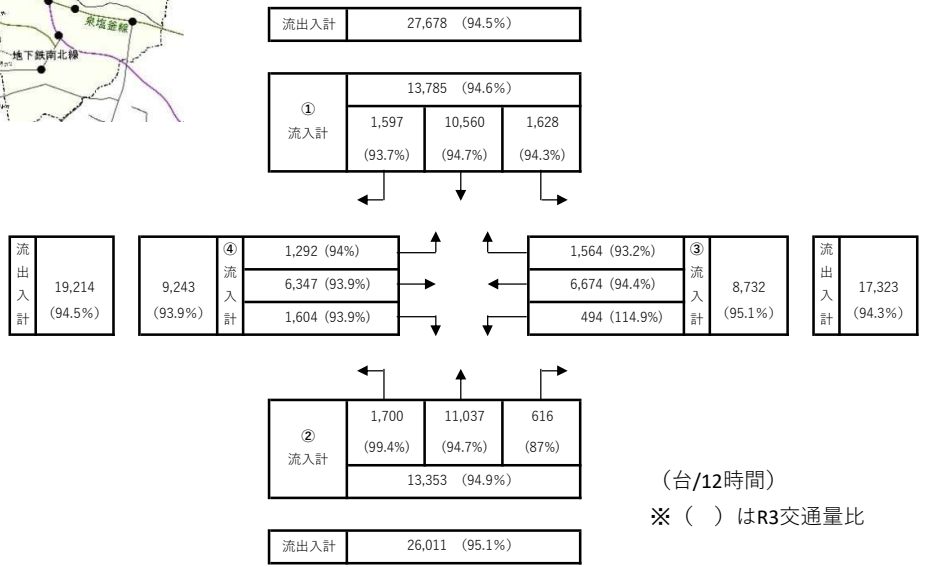 泉塩釜線
地下鉄南北線
流出入計 27,678 (94.5%)
①
流入計
13,785 (94.6%)
1,597 10,560 1,628
(93.7%) (94.7%) (94.3%)
流出入計
19,214
(94.5%)
9,243
(93.9%)
④
流入計
1,292 (94%)
6,347 (93.9%)
1,604 (93.9%)
1,564 (93.2%)
6,674 (94.4%)
494 (114.9%)
③
流入計
8,732
(95.1%)
流出入計
17,323
(94.3%)
②
流入計
1,700 11,037 616
(99.4%) (94.7%) (87%)
13,353 (94.9%)
流出入計 26,011 (95.1%)
（台/12時間）
※（ ）はR3交通量比